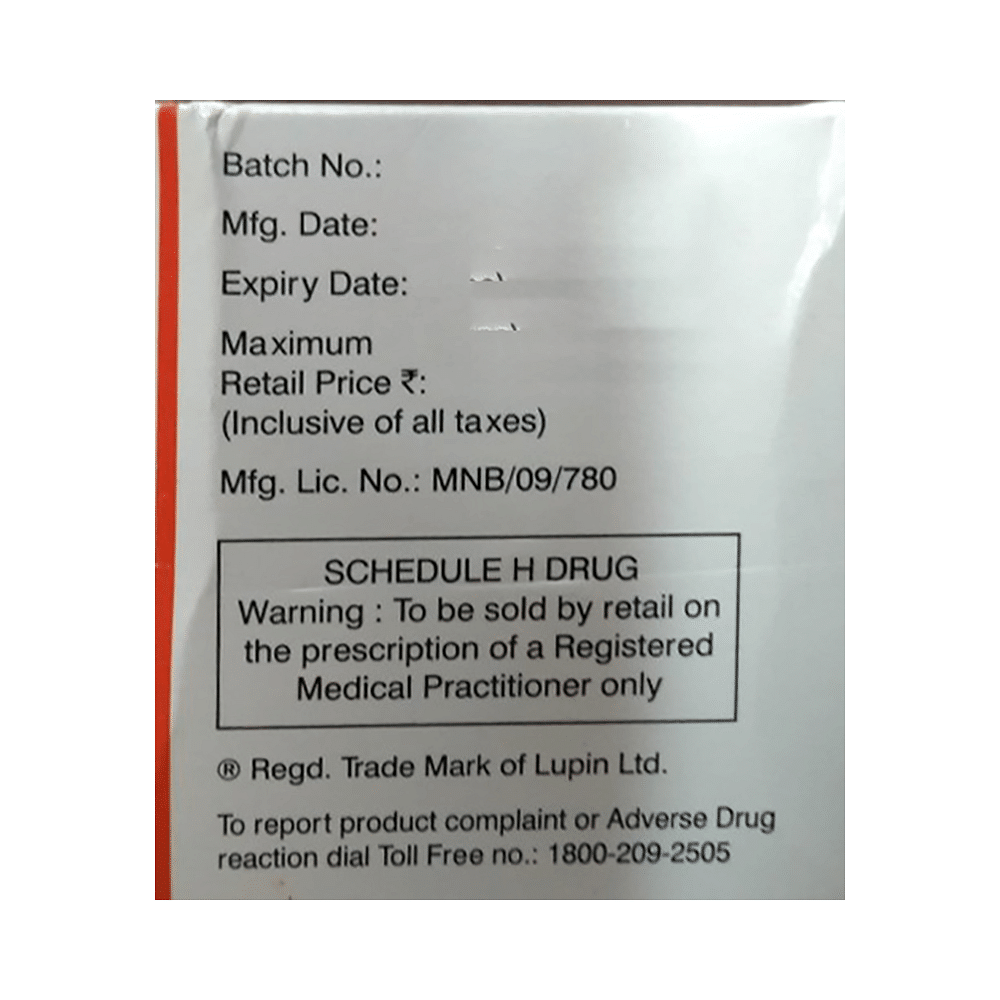 Batch No.:
Mfg. Date:
Expiry Date:
Maximum
Retail Price ₹:
(Inclusive of all taxes)
Mfg. Lic. No.: MNB/09/780
SCHEDULE H DRUG
Warning : To be sold by retail on
the prescription of a Registered
Medical Practitioner only
® Regd. Trade Mark of Lupin Ltd.
To report product complaint or Adverse Drug
reaction dial Toll Free no.: 1800-209-2505